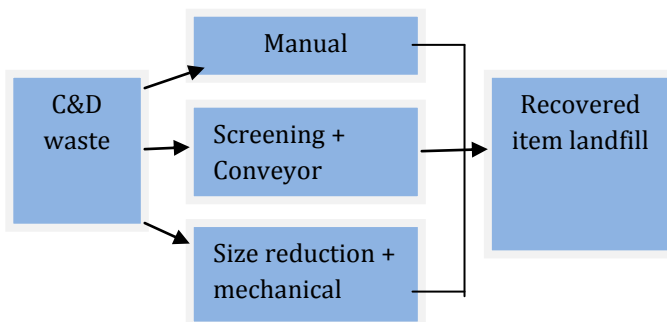 C&D
waste
Manual
Screening +
Conveyor
Size reduction +
mechanical
Recovered
item landfill